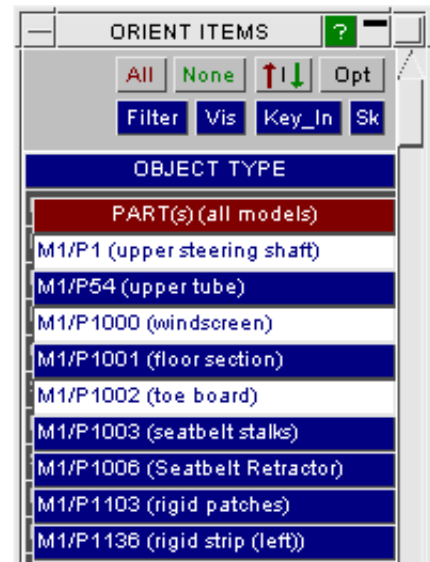 ORIENT ITEMS ?
All None Opt
Filter Vis Key_In Sk
OBJECT TYPE
PART(s) (all models)
M1/P1 (upper steering shaft)
M1/P54 (upper tube)
M1/P1000 (windscreen)
M1/P1001 (floor section)
M1/P1002 (toe board)
M1/P1003 (seatbelt stalks)
M1/P1006 (Seatbelt Retractor)
M1/P1103 (rigid patches)
M1/P1136 (rigid strip (left))